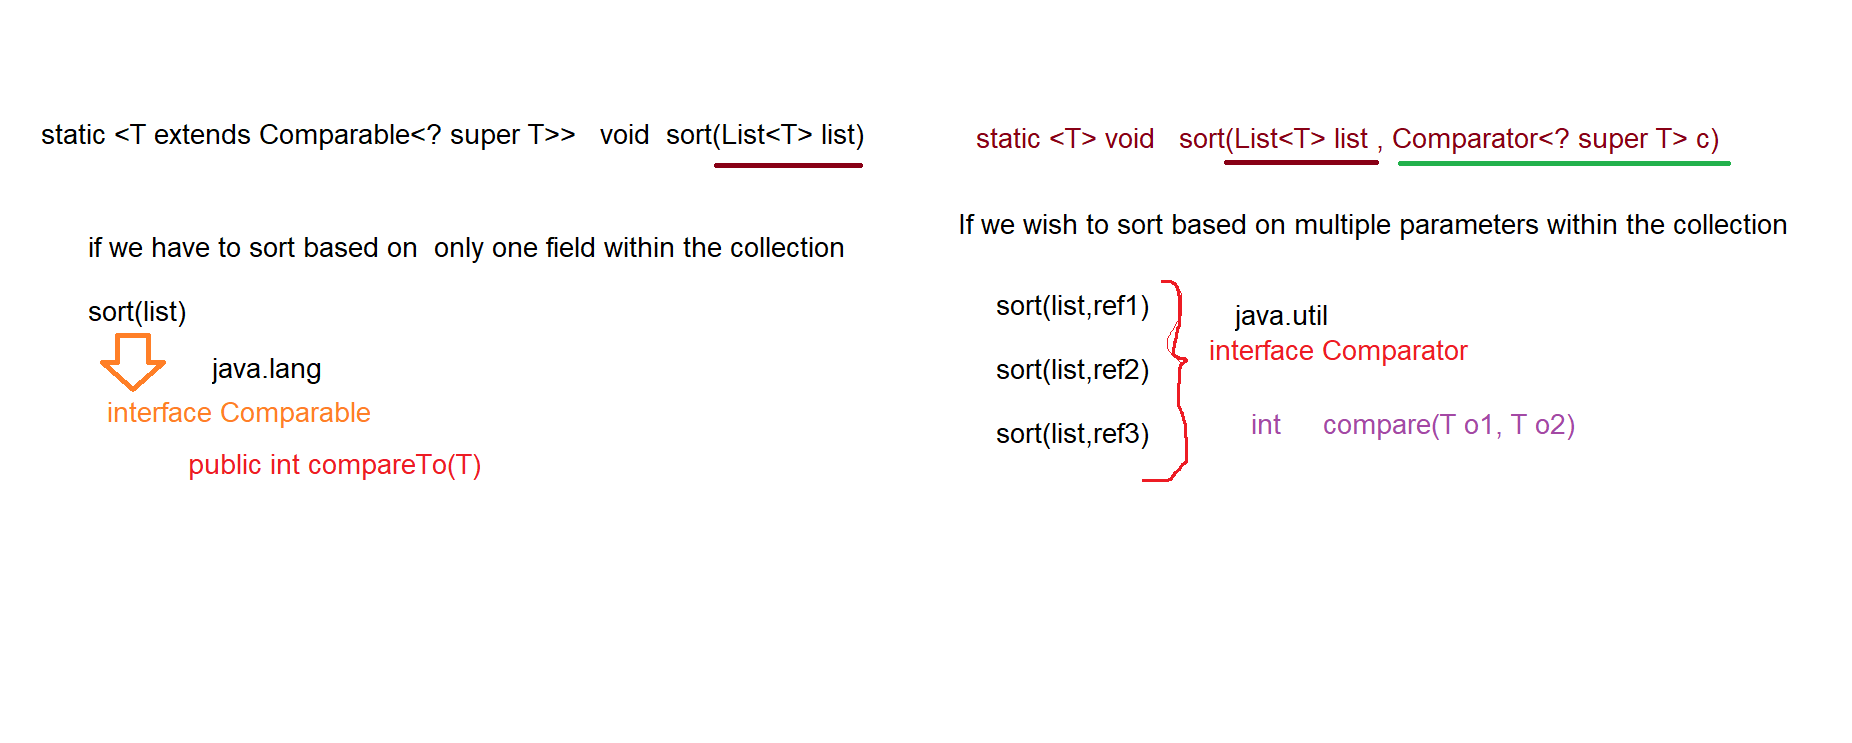 static <T extends Comparable<? super T>> void sort(List<T> list)
if we have to sort based on only one field within the collection
sort(list)
java.lang
interface Comparable
public int compareTo(T)
static <T> void sort(List<T> list , Comparator<? super T> c)
If we wish to sort based on multiple parameters within the collection
sort(list,ref1)
sort(list,ref2)
sort(list,ref3)
java.util
interface Comparator
int compare(T o1, T o2)